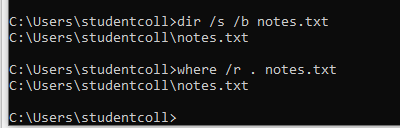 C:\Users\studentcoll>dir /s /b notes.txt
C:\Users\studentcoll\notes.txt
C:\Users\studentcoll>where /r . notes.txt
C:\Users\studentcoll\notes.txt
C:\Users\studentcoll>